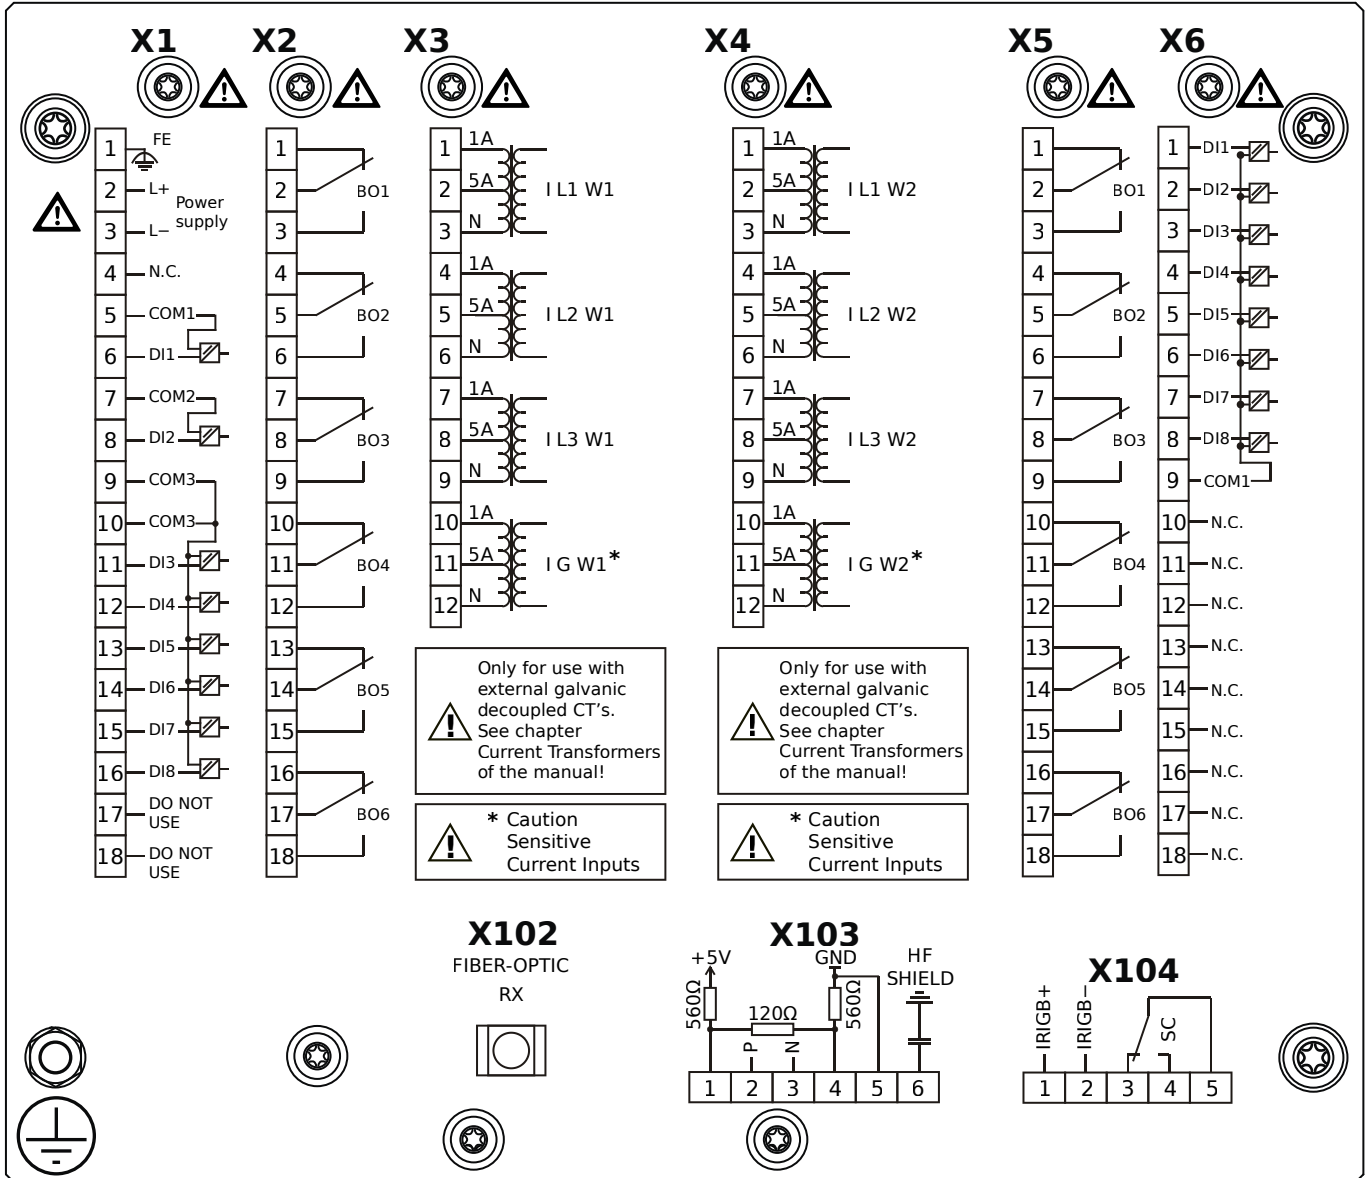 X1
X2
X3
X4
X5
X6
1 FE
2 L+
Power
supply
3 L−
4 N.C.
5 COM1
6 DI1
7 COM2
8 DI2
9 COM3
10 COM3
11 DI3
12 DI4
13 DI5
14 DI6
15 DI7
16 DI8
17 DO NOT
USE
18 DO NOT
USE
1
2 BO1
3
4
5 BO2
6
7
8 BO3
9
10
11 BO4
12
13
14 BO5
15
16
17 BO6
18
1 1A
2 5A I L1 W1
3 N
4 1A
5 5A I L2 W1
6 N
7 1A
8 5A I L3 W1
9 N
10 1A
11 5A I G W1*
12 N
Only for use with
external galvanic
decoupled CT's.
See chapter
Current Transformers
of the manual!
* Caution
Sensitive
Current Inputs
1 1A
2 5A I L1 W2
3 N
4 1A
5 5A I L2 W2
6 N
7 1A
8 5A I L3 W2
9 N
10 1A
11 5A I G W2*
12 N
Only for use with
external galvanic
decoupled CT's.
See chapter
Current Transformers
of the manual!
* Caution
Sensitive
Current Inputs
1
2 BO1
3
4
5 BO2
6
7
8 BO3
9
10
11 BO4
12
13
14 BO5
15
16
17 BO6
18
1 DI1
2 DI2
3 DI3
4 DI4
5 DI5
6 DI6
7 DI7
8 DI8
9 COM1
10 N.C.
11 N.C.
12 N.C.
13 N.C.
14 N.C.
15 N.C.
16 N.C.
17 N.C.
18 N.C.
X102
FIBER-OPTIC
RX
X103
+5V GND HF
SHIELD
560Ω 120Ω 560Ω
P N
1 2 3 4 5 6
X104
IRIGB+ IRIGB− SC
1 2 3 4 5